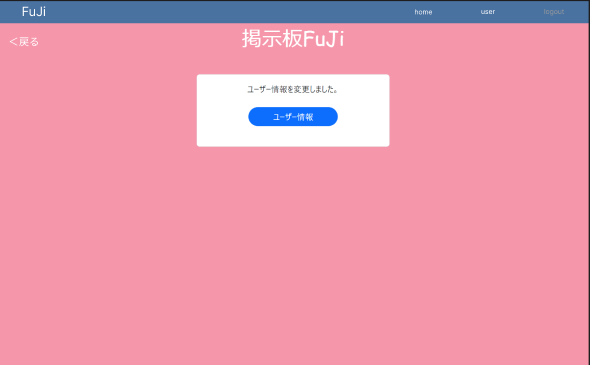 FuJi
home
user
logout
＜戻る
掲示板FuJi
ユーザー情報を変更しました。
ユーザー情報